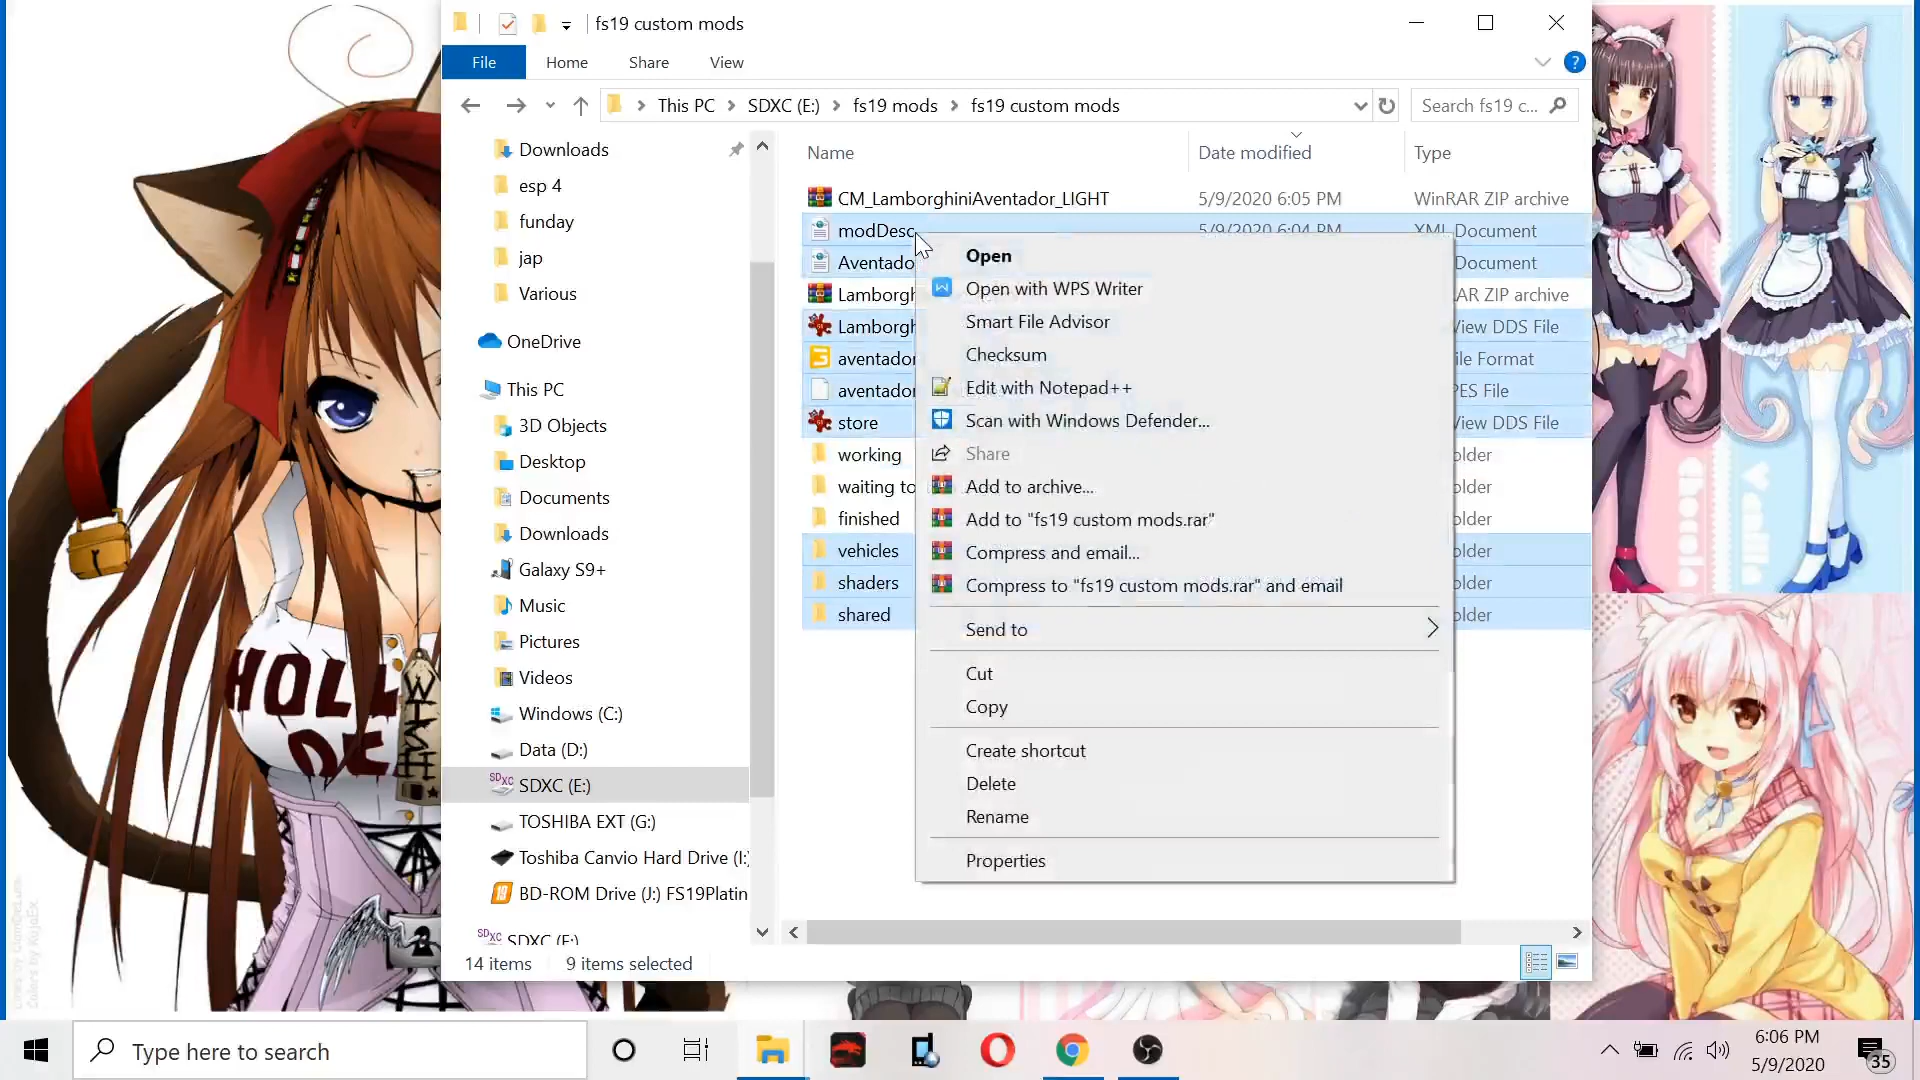 fs19 custom mods
File Home Share View
This PC SDXC (E:) fs19 mods fs19 custom mods
Search fs19 c...
Downloads
esp 4
funday
jap
Various
OneDrive
This PC
3D Objects
Desktop
Documents
Downloads
Galaxy S9+
Music
Pictures
Videos
Windows (C:)
Data (D:)
SDXC (E:)
TOSHIBA EXT (G:)
Toshiba Canvio Hard Drive (I:)
BD-ROM Drive (J:) FS19Platin
SDXC (E:)
Name Date modified Type
CM_LamborghiniAventador_LIGHT 5/9/2020 6:05 PM WinRAR ZIP archive
modDesc 5/9/2020 6:04 PM XML Document
Aventado Document
Lamborgh AR ZIP archive
Lamborgh View DDS File
aventador ile Format
aventador PES File
store View DDS File
working older
waiting to older
finished older
vehicles older
shaders older
shared older
Open
Open with WPS Writer
Smart File Advisor
Checksum
Edit with Notepad++
Scan with Windows Defender...
Share
Add to archive...
Add to "fs19 custom mods.rar"
Compress and email...
Compress to "fs19 custom mods.rar" and email
Send to
Cut
Copy
Create shortcut
Delete
Rename
Properties
14 items 9 items selected
HOLL
Type here to search
6:06 PM
5/9/2020
35